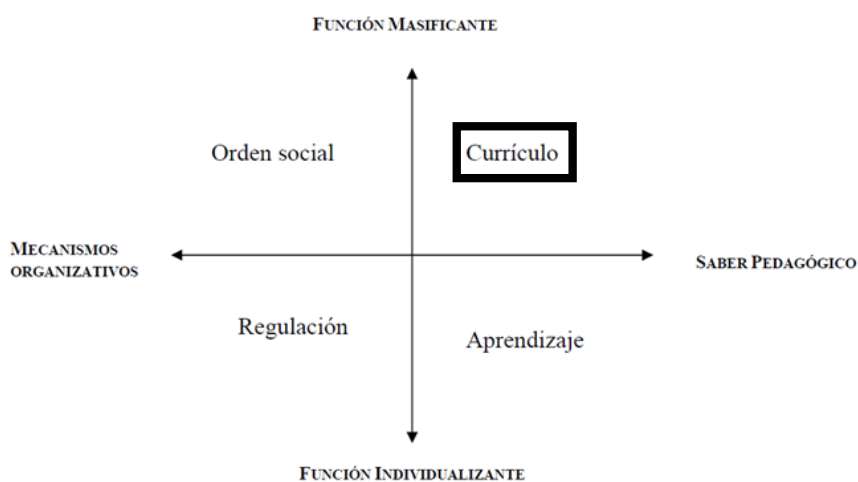 FUNCIÓN MASIFICANTE
Orden social
Currículo
MECANISMOS
ORGANIZATIVOS
SABER PEDAGÓGICO
Regulación
Aprendizaje
FUNCIÓN INDIVIDUALIZANTE